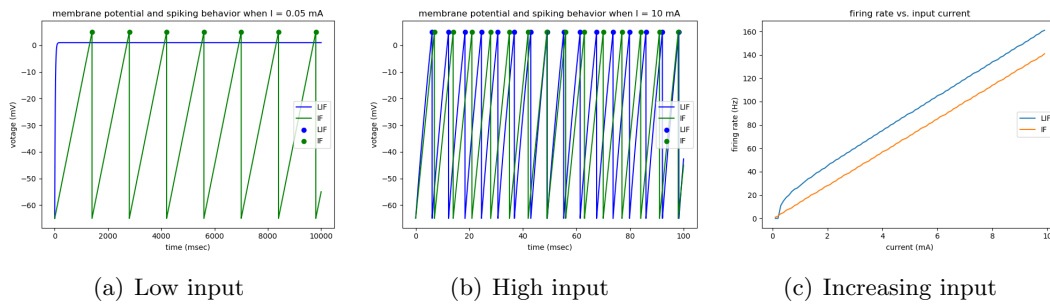 membrane potential and spiking behavior when I = 0.05 mA
votage (mV)
0
−10
−20
−30
−40
−50
−60
0
2000
4000
6000
8000
10000
time (msec)
LIF
IF
LIF
IF
(a) Low input
membrane potential and spiking behavior when I = 10 mA
votage (mV)
0
−10
−20
−30
−40
−50
−60
0
20
40
60
80
100
time (msec)
LIF
IF
LIF
IF
(b) High input
firing rate vs. input current
firing rate (Hz)
160
140
120
100
80
60
40
20
0
0
2
4
6
8
10
current (mA)
LIF
IF
(c) Increasing input